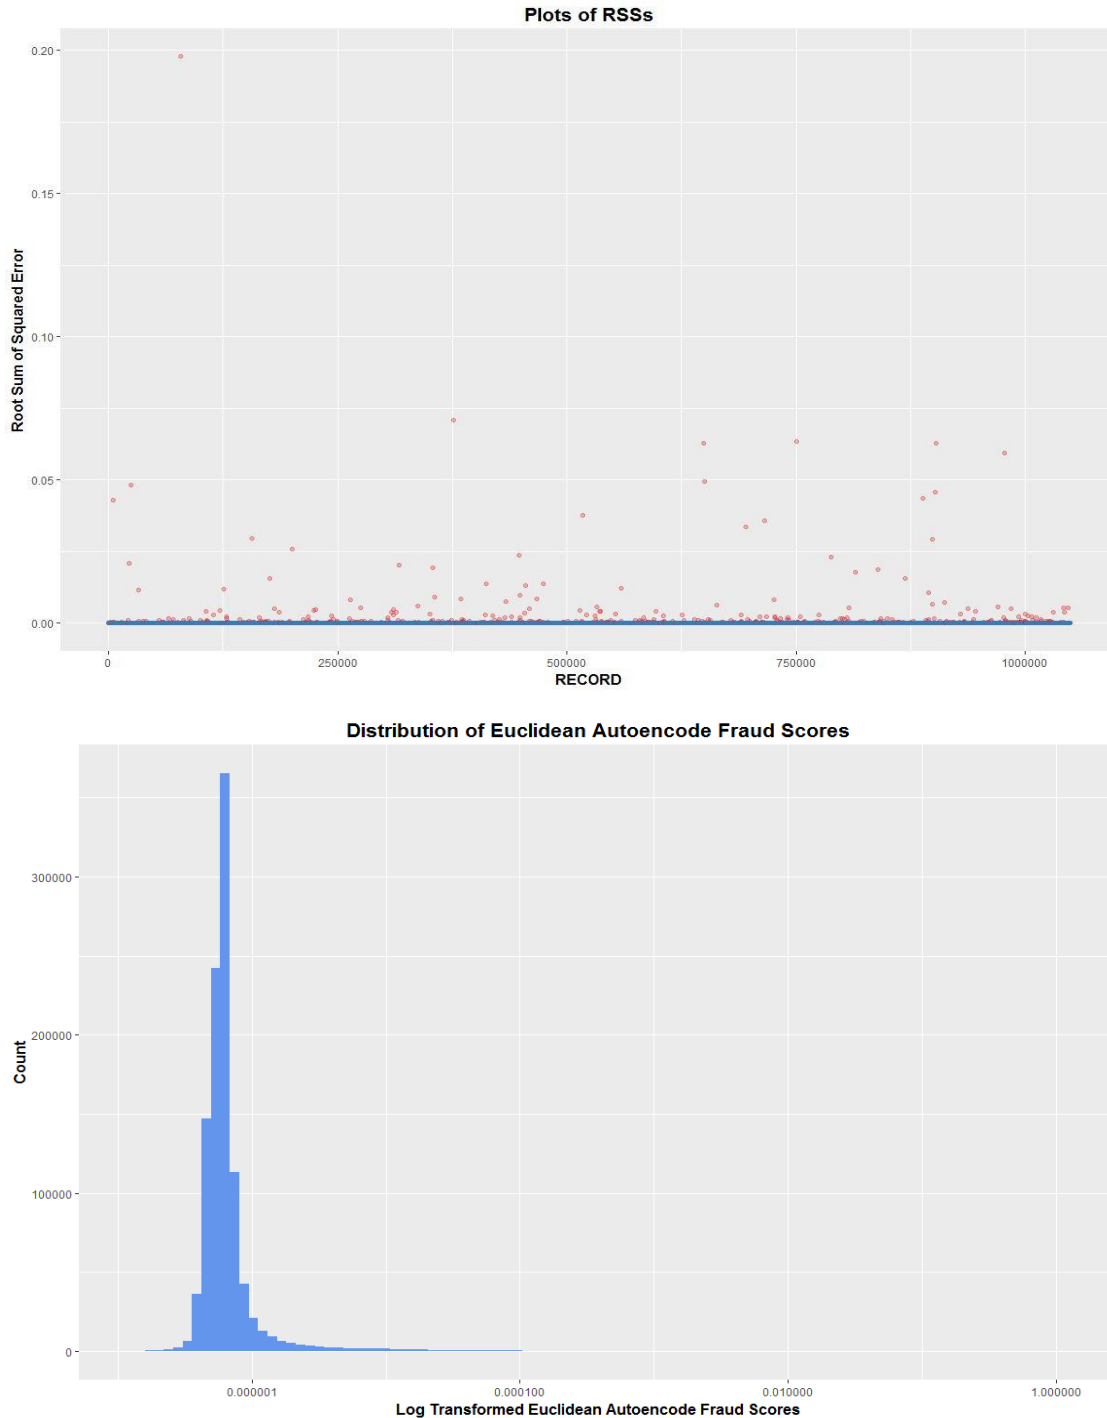 Plots of RSSs
0.20
0.15
0.10
0.05
0.00
Root Sum of Squared Error
0 250000 500000 750000 1000000
RECORD
Distribution of Euclidean Autoencode Fraud Scores
300000
200000
100000
0
Count
0.000001 0.000100 0.010000 1.000000
Log Transformed Euclidean Autoencode Fraud Scores